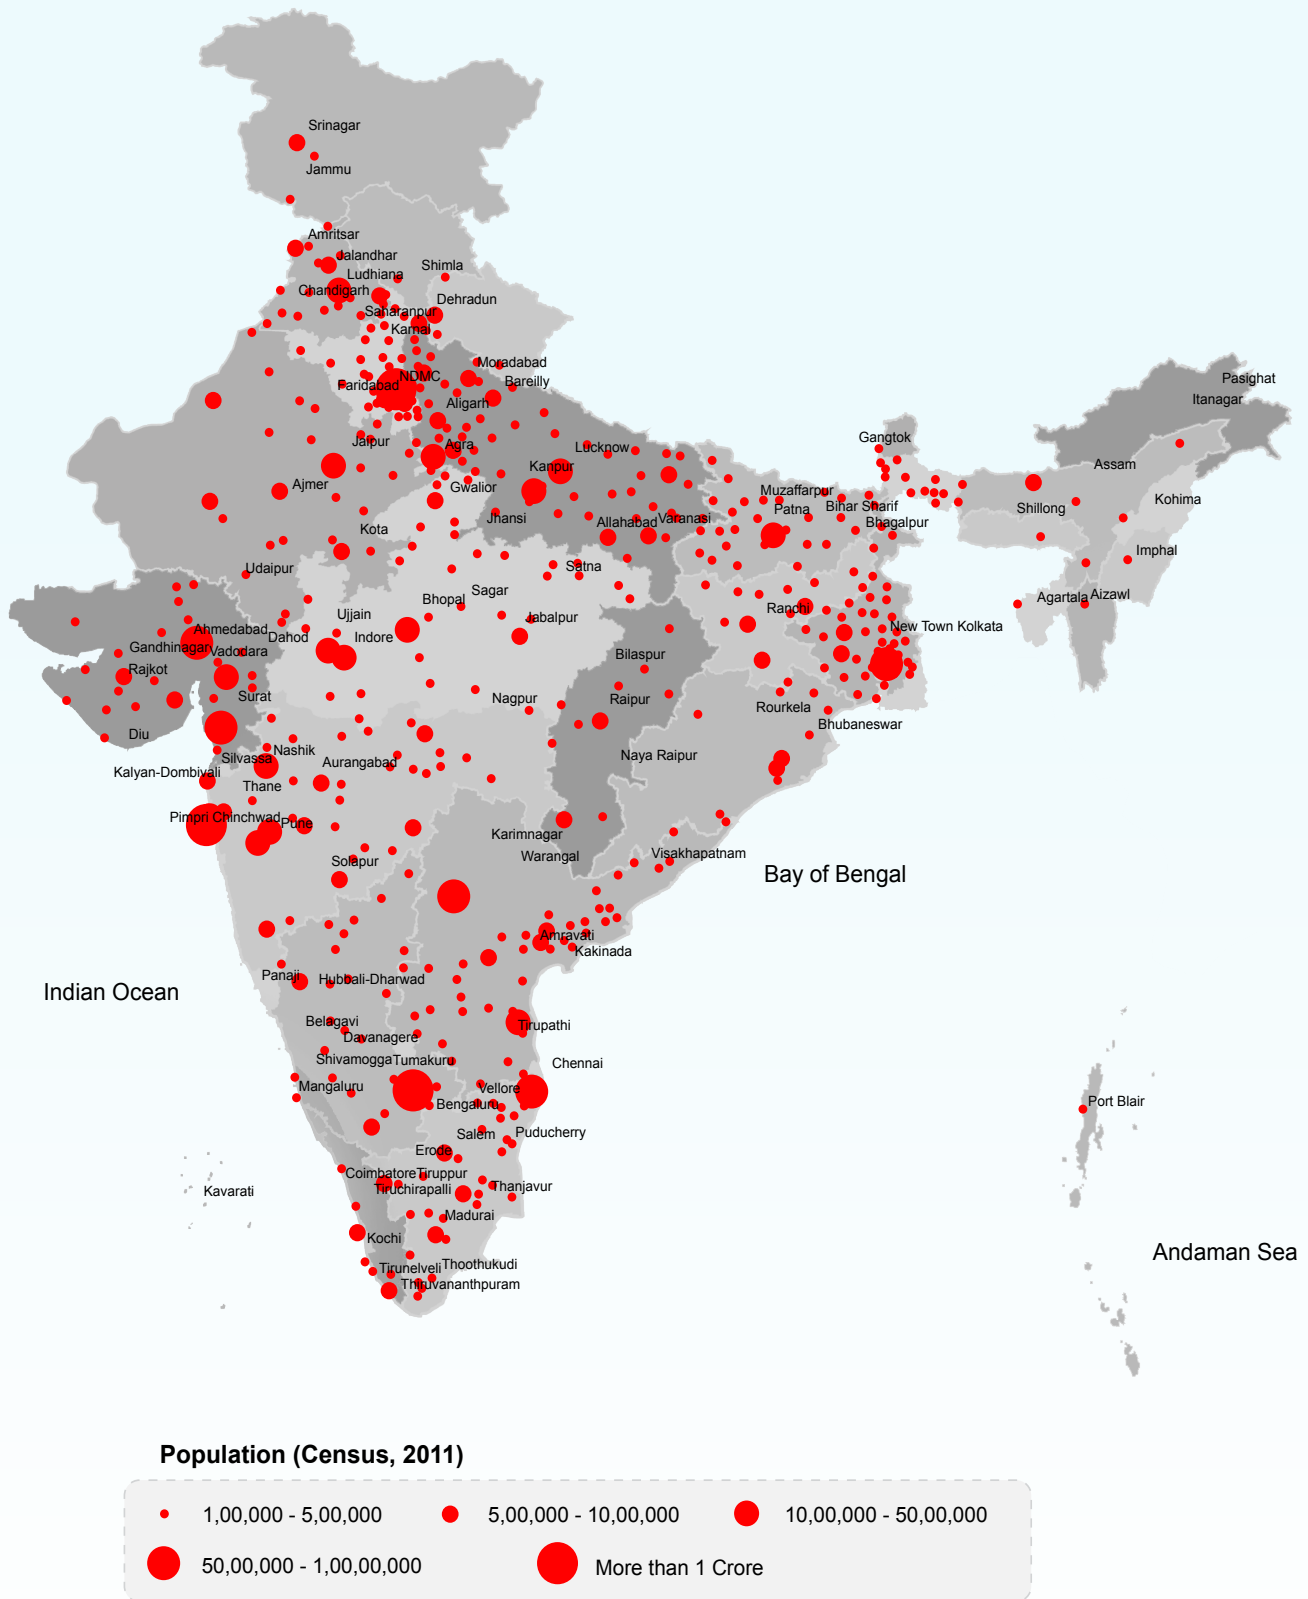 Srinagar
Jammu
Amritsar
Jalandhar
Shimla
Ludhiana
Chandigarh
Dehradun
Saharanpur
Karnal
Moradabad
NDMC
Faridabad
Bareilly
Pasighat
Itanagar
Aligarh
Jaipur
Agra
Lucknow
Gangtok
Kanpur
Assam
Ajmer
Gwalior
Muzaffarpur
Kohima
Patna
Bihar Sharif
Shillong
Jhansi
Allahabad
Varanasi
Bhagalpur
Kota
Imphal
Udaipur
Satna
Sagar
Agartala
Aizawl
Ujjain
Bhopal
Jabalpur
Ranchi
Ahmedabad
Dahod
Indore
New Town Kolkata
Gandhinagar
Vadodara
Bilaspur
Rajkot
Surat
Nagpur
Raipur
Rourkela
Bhubaneswar
Diu
Nashik
Silvassa
Naya Raipur
Aurangabad
Kalyan-Dombivali
Thane
Pimpri Chinchwad
Pune
Karimnagar
Warangal
Visakhapatnam
Solapur
Bay of Bengal
Amravati
Kakinada
Panaji
Hubbali-Dharwad
Indian Ocean
Belagavi
Davanagere
Tirupathi
Shivamogga
Tumakuru
Chennai
Mangaluru
Vellore
Bengaluru
Port Blair
Salem
Puducherry
Erode
Coimbatore
Tiruppur
Kavarati
Tiruchirapalli
Thanjavur
Madurai
Kochi
Andaman Sea
Tirunelveli
Thoothukudi
Thiruvananthpuram
Population (Census, 2011)
1,00,000 - 5,00,000
5,00,000 - 10,00,000
10,00,000 - 50,00,000
50,00,000 - 1,00,00,000
More than 1 Crore